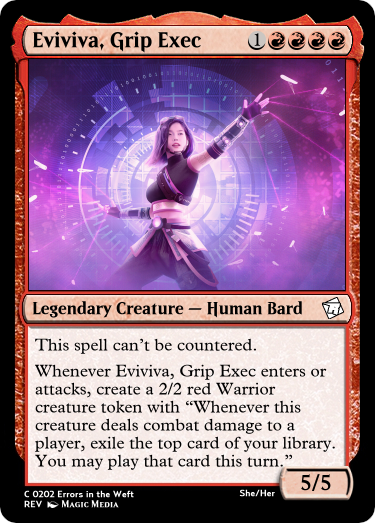 Eviviva, Grip Exec 1
Legendary Creature — Human Bard
This spell can't be countered.
Whenever Eviviva, Grip Exec enters or
attacks, create a 2/2 red Warrior
creature token with “Whenever this
creature deals combat damage to a
player, exile the top card of your library.
You may play that card this turn.”
5/5
C 0202 Errors in the Weft
She/Her
REV Magic Media